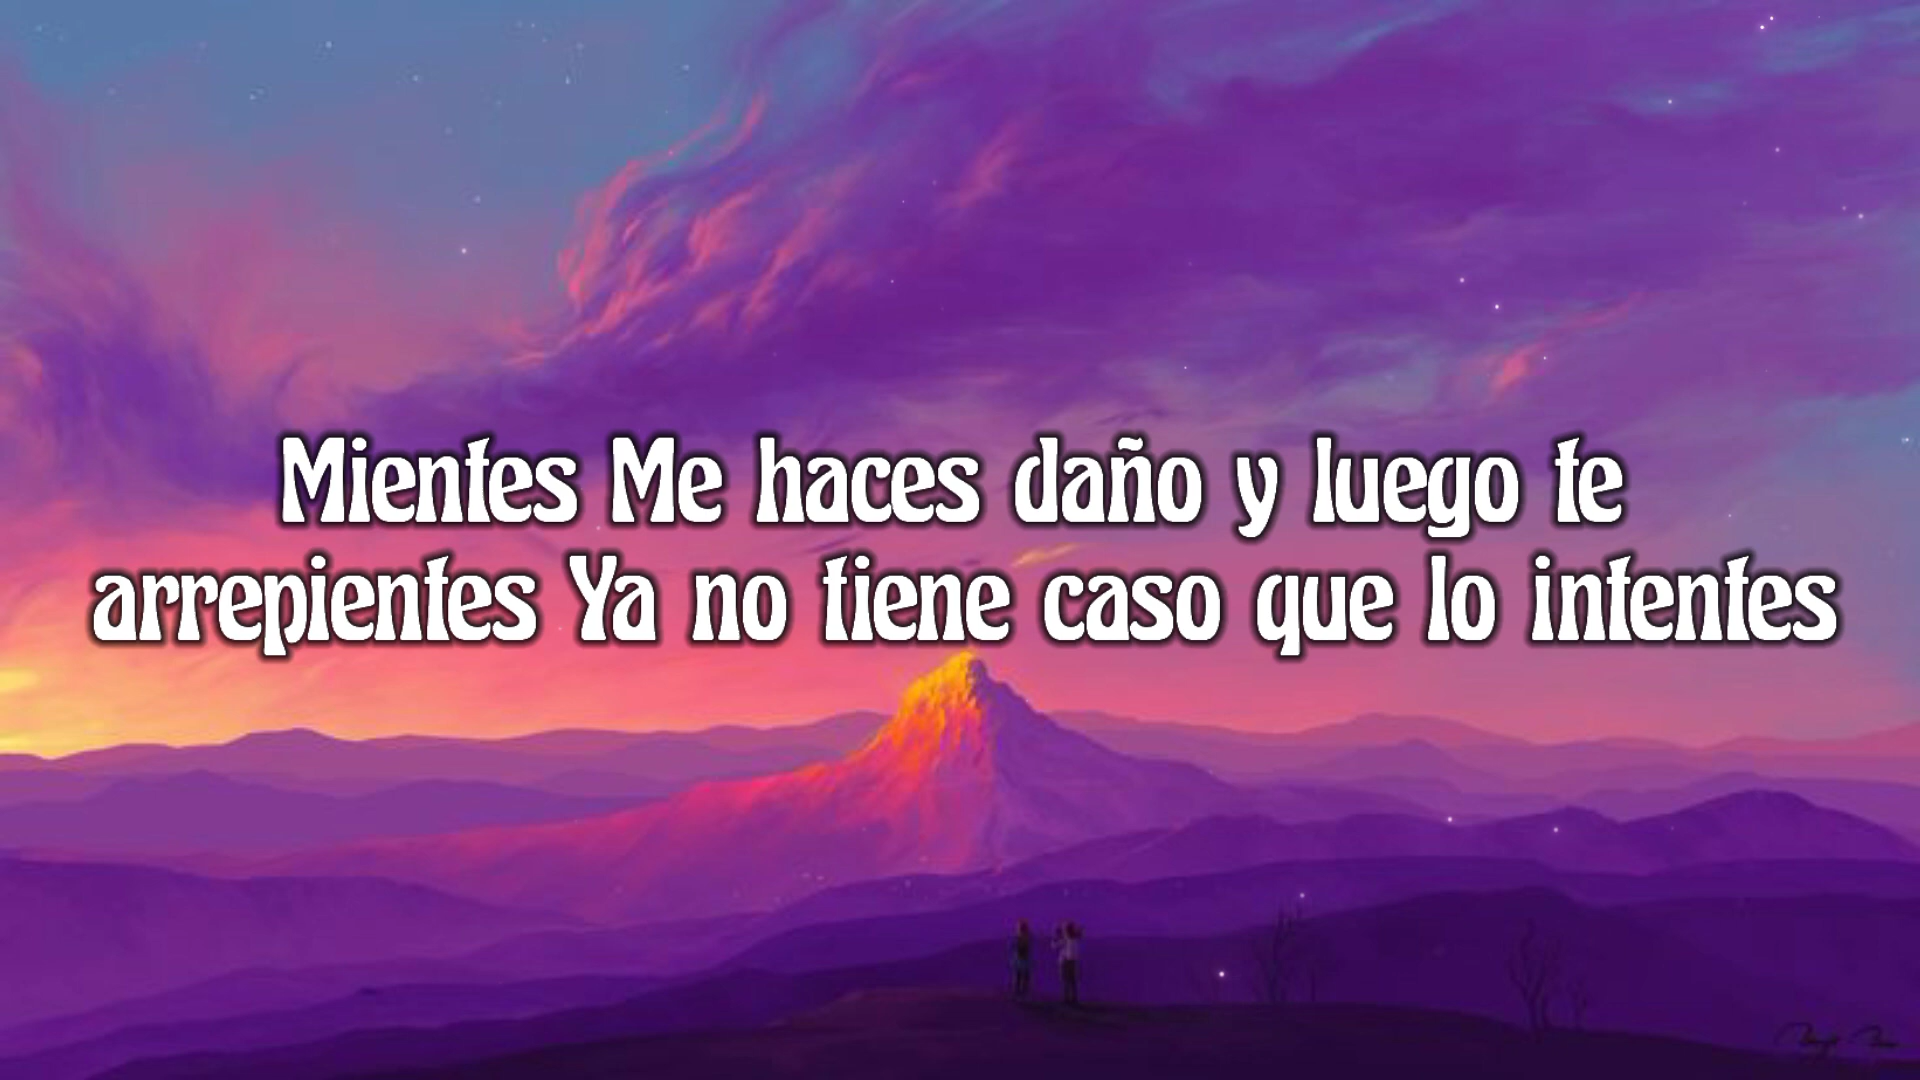 Mientes Me haces daño y luego te
arrepientes Ya no tiene caso que lo intentes